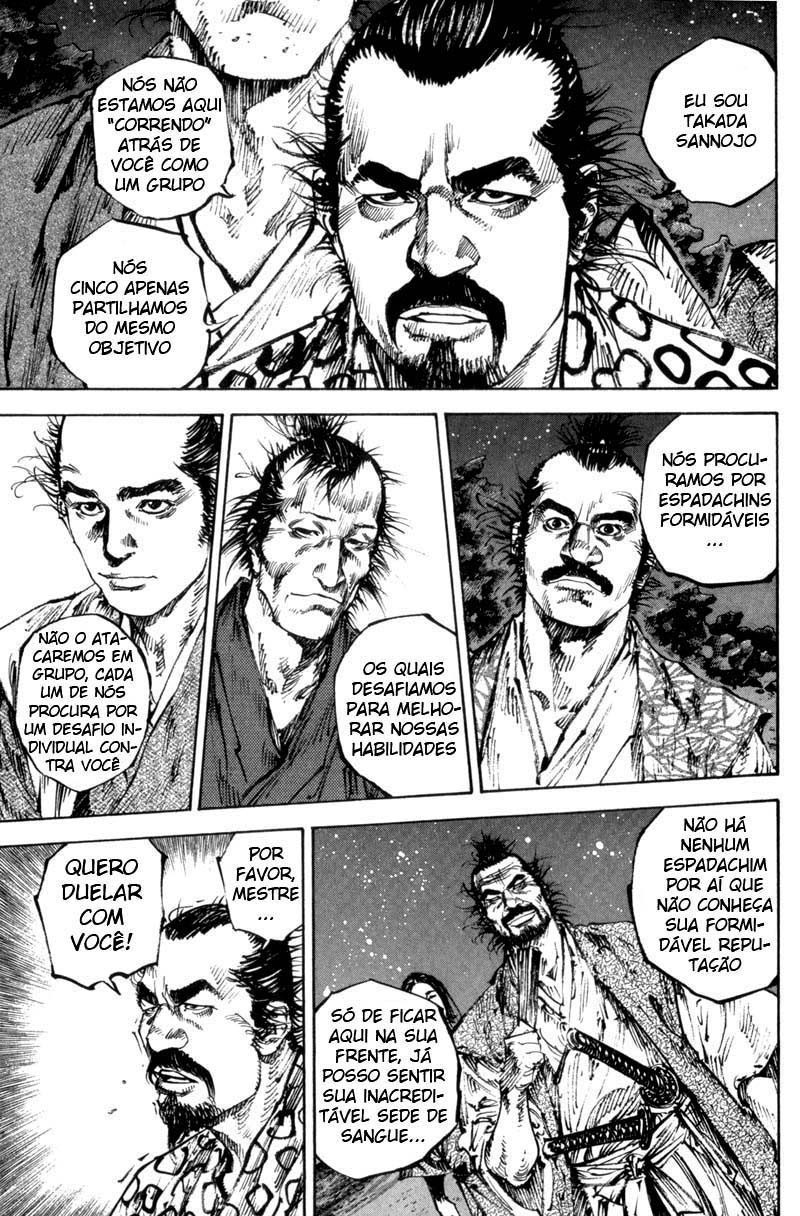 EU SOU
TAKADA
SANNOJO
NÓS NÃO
ESTAMOS AQUI
"CORRENDO"
ATRÁS DE
VOCÊ COMO
UM GRUPO
NÓS
CINCO APENAS
PARTILHAMOS
DO MESMO
OBJETIVO
NÓS PROCU-
RAMOS POR
ESPADACHINS
FORMIDÁVEIS
...
OS QUAIS
DESAFIAMOS
PARA MELHO-
RAR NOSSAS
HABILIDADES
NÃO O ATA-
CAREMOS EM
GRUPO, CADA
UM DE NÓS
PROCURA POR
UM DESAFIO IN-
DIVIDUAL CON-
TRA VOCÊ
NÃO HÁ
NENHUM
ESPADACHIM
POR AÍ QUE
NÃO CONHEÇA
SUA FORMI-
DÁVEL REPU-
TAÇÃO
SÓ DE FICAR
AQUI NA SUA
FRENTE, JÁ
POSSO SENTIR
SUA INACREDI-
TÁVEL SEDE DE
SANGUE...
POR
FAVOR,
MESTRE
...
QUERO
DUELAR
COM
VOCÊ!